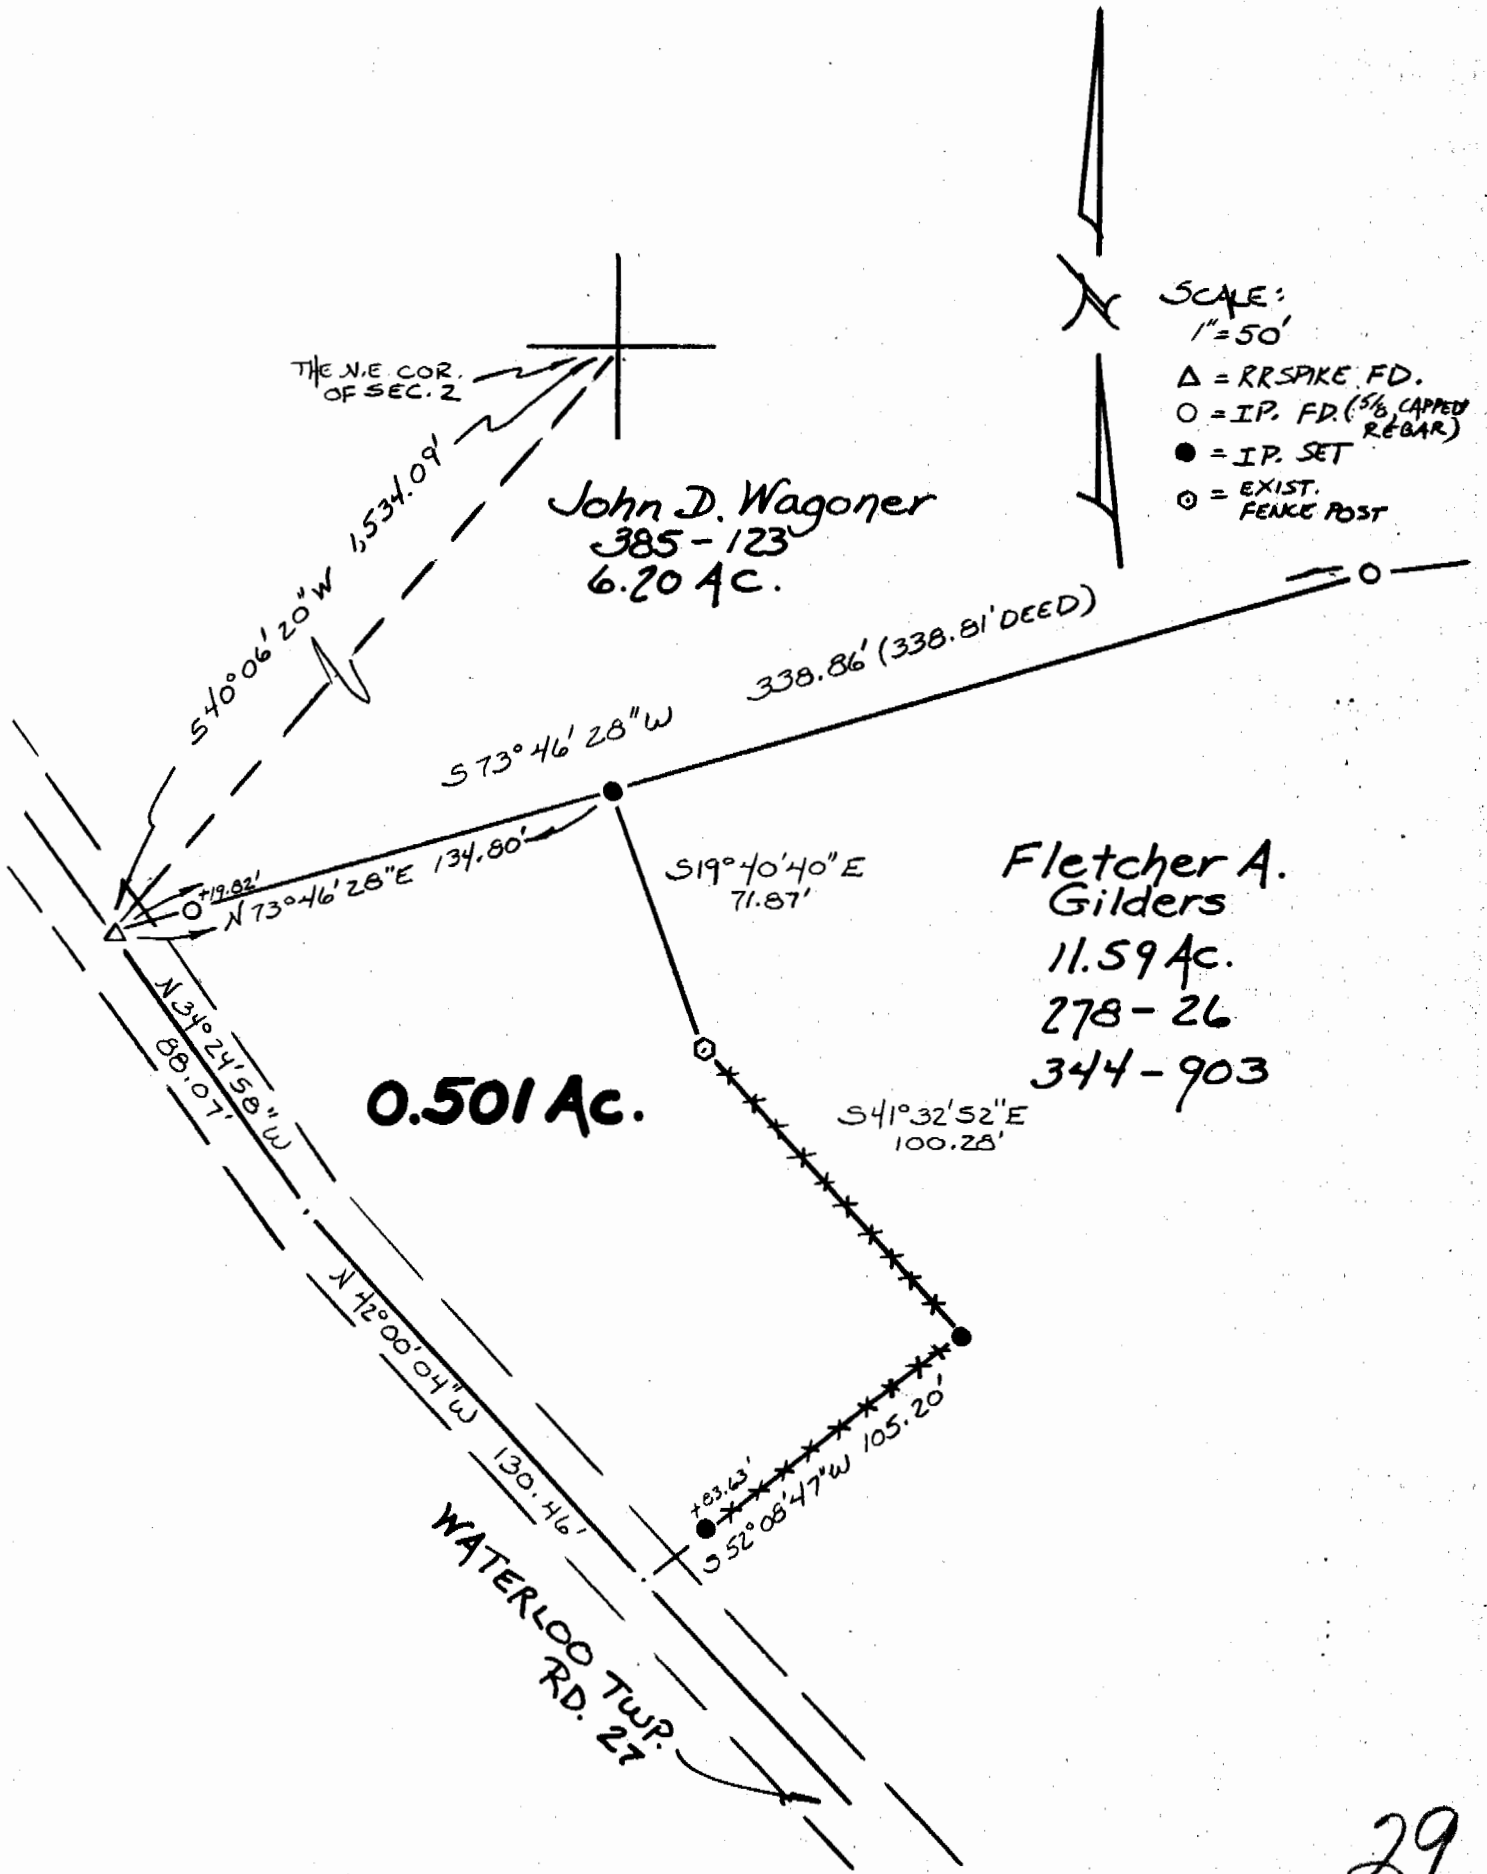 SCALE:
1"=50'
△ = RRSPIKE FD.
○ = I.P. FD. (5/8 CAPPED
REBAR)
● = I.P. SET
= EXIST.
FENCE POST
N
THE N.E. COR.
OF SEC. 2
S40°06'20"W 1,534.09'
John D. Wagoner
385-123
6.20 AC.
338.86' (338.81' DEED)
S73°46'28"W
+19.82'
N73°46'28"E 134.80'
S19°40'40"E
71.87'
Fletcher A.
Gilders
11.59 Ac.
278-26
344-903
N34°24'58"W
88.07'
0.501 Ac.
S41°32'52"E
100.28'
N42°00'04"W 130.46'
+83.63'
S52°08'47"W 105.20'
WATERLOO TWP.
RD. 27
29